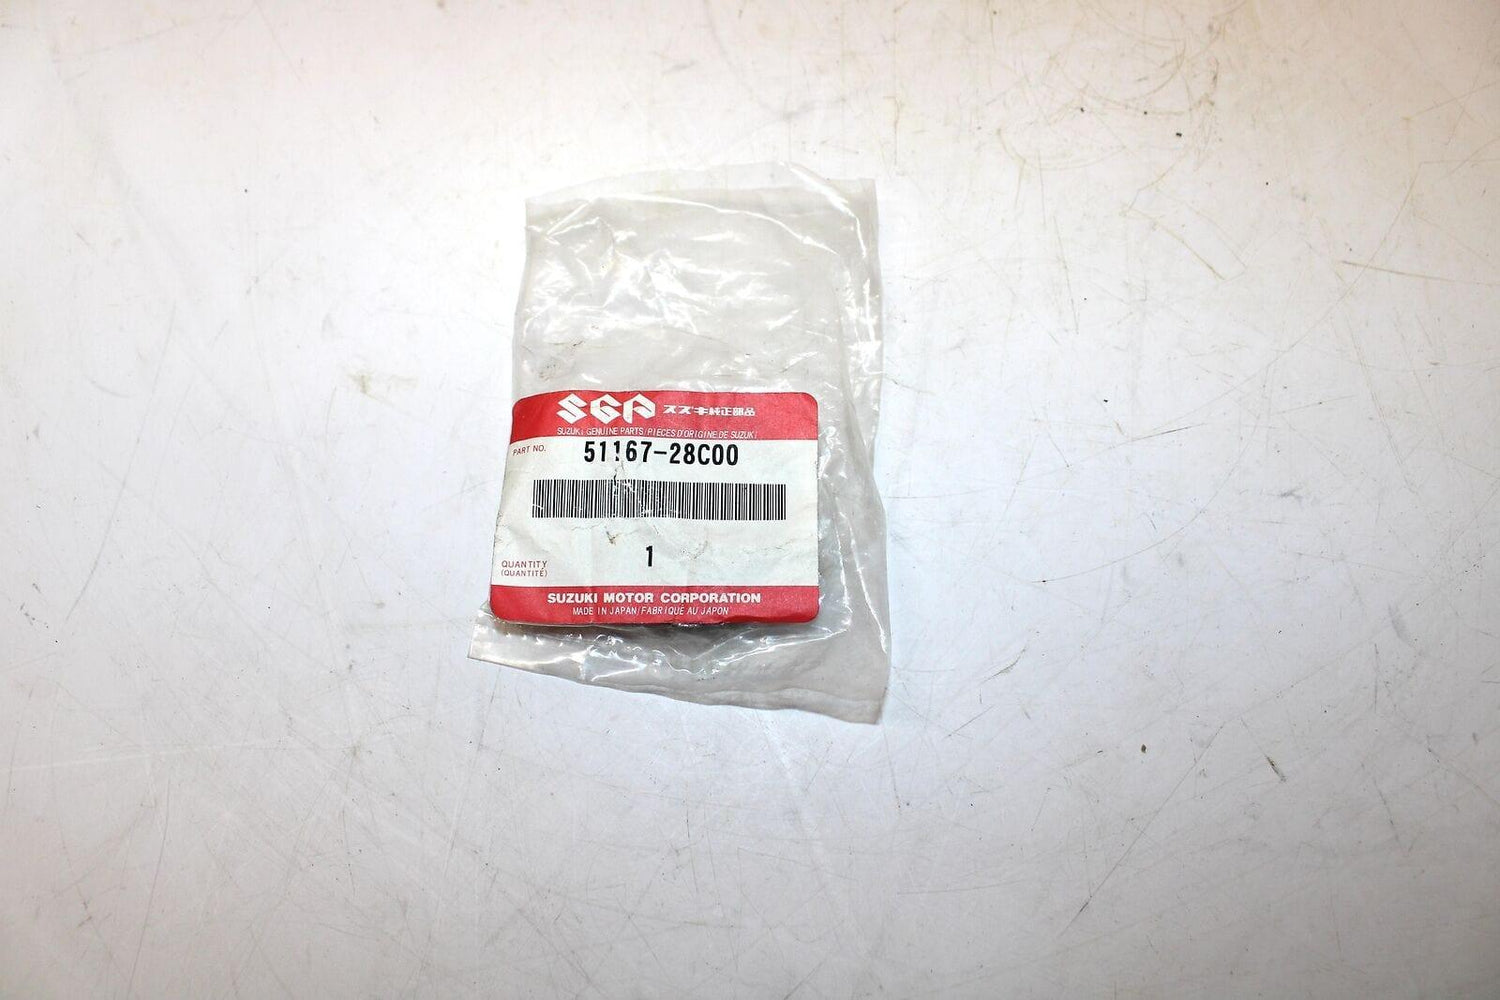 SGP スズキ純正部品
SUZUKI GENUINE PARTS/PIECES D'ORIGINE DE SUZUKI
PART NO. 51167-28C00
1
QUANTITY
(QUANTITÉ)
SUZUKI MOTOR CORPORATION
MADE IN JAPAN/FABRIQUE AU JAPON